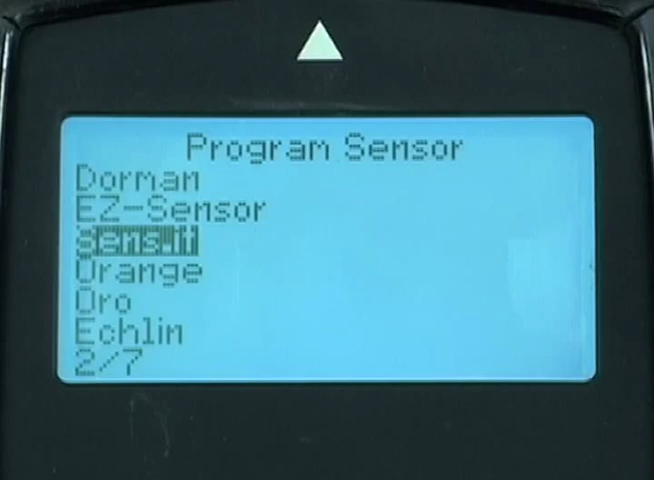 Program Sensor
Dorman
EZ-Sensor
Sens.it
Orange
Oro
Echlin
2/7